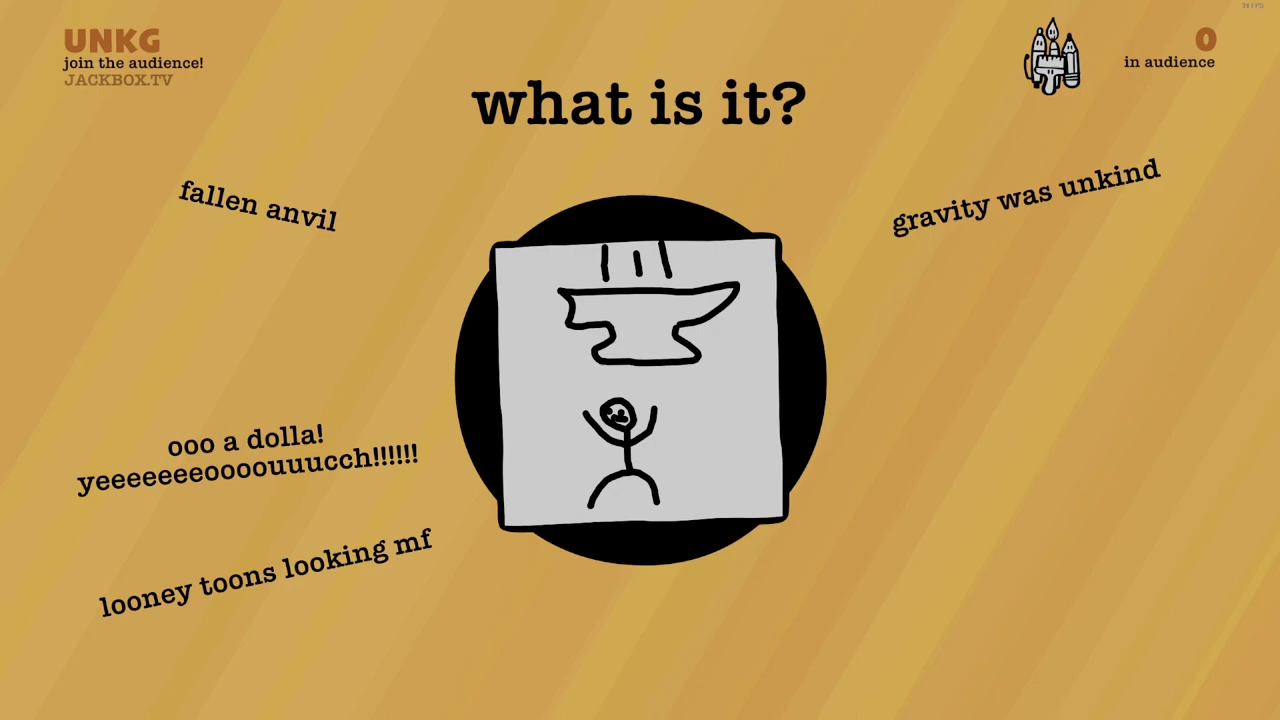 UNKG
join the audience!
JACKBOX.TV
0
in audience
what is it?
fallen anvil
gravity was unkind
ooo a dolla!
yeeeeeeeoooouuucch!!!!!!
looney toons looking mf